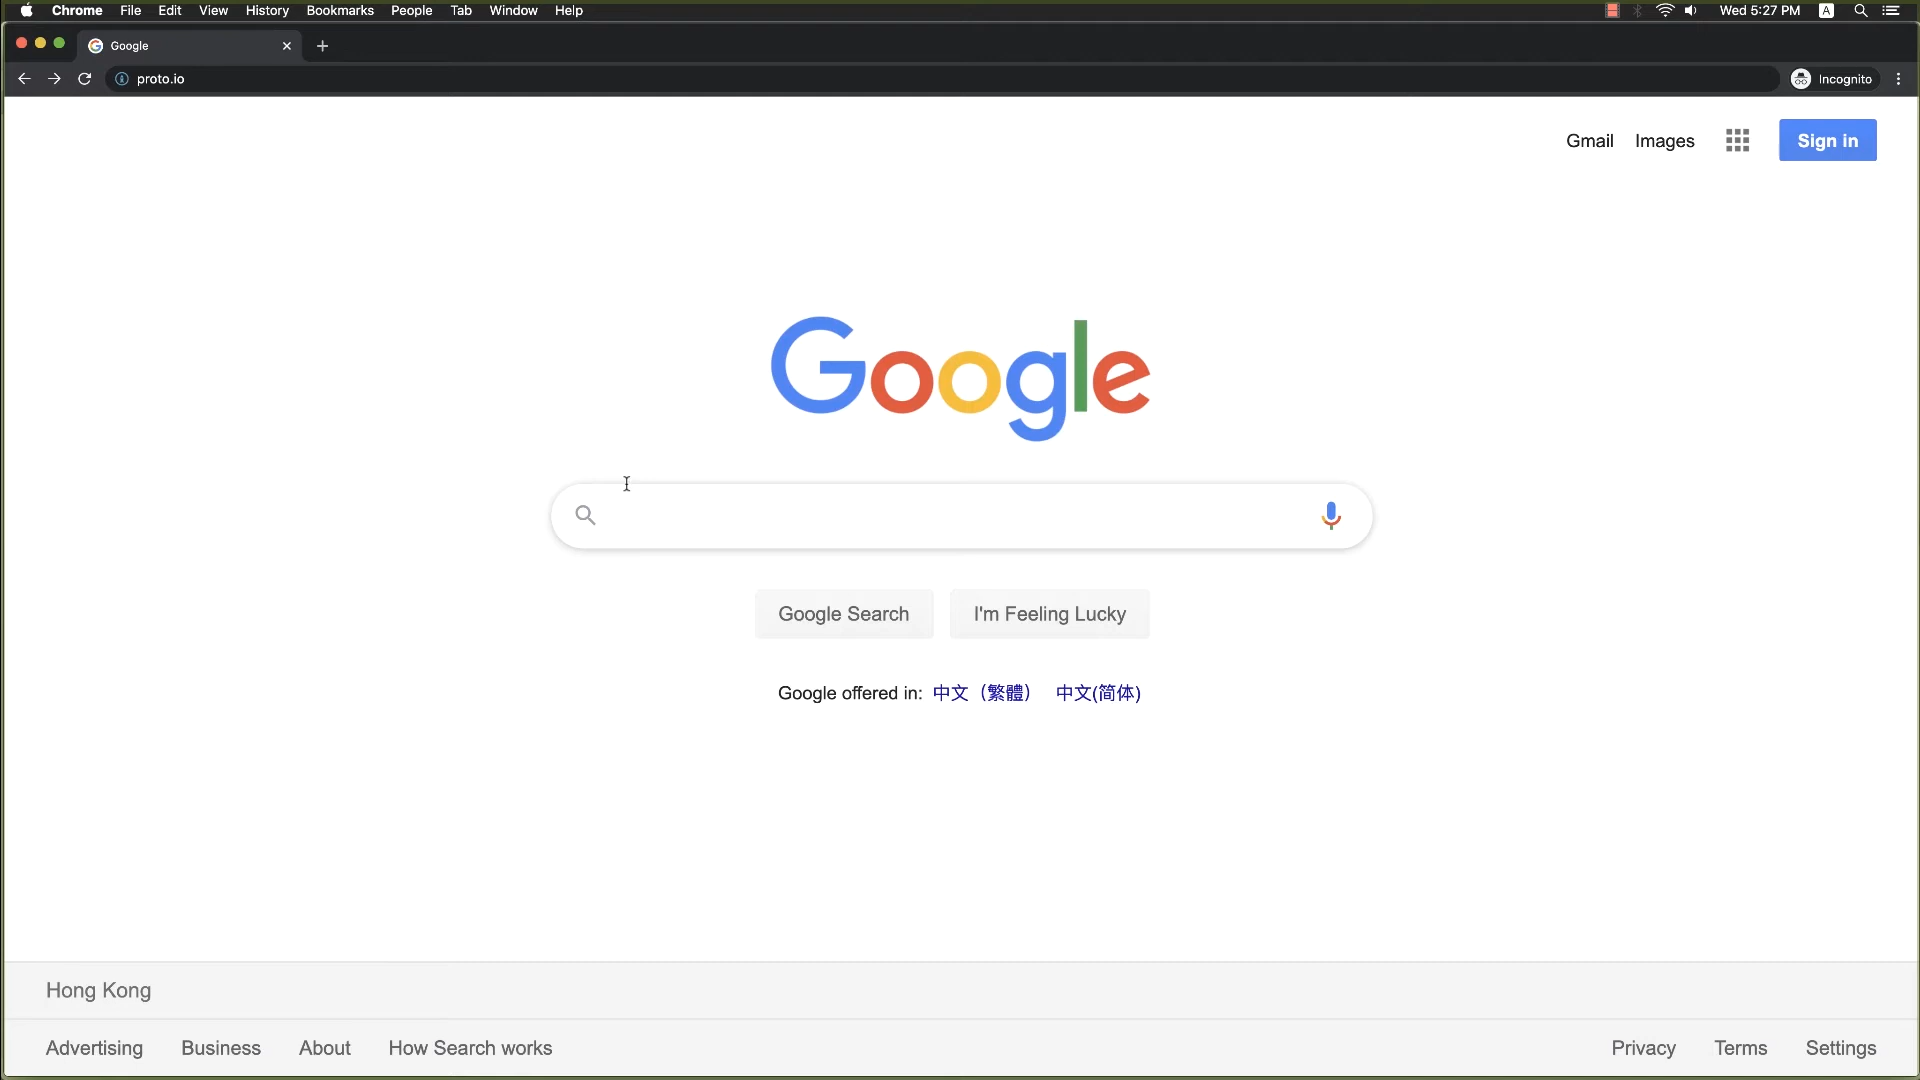 Chrome File Edit View History Bookmarks People Tab Window Help Wed 5:27 PM A
Google
proto.io Incognito
Gmail Images Sign in
Google
Google Search I'm Feeling Lucky
Google offered in: 中文（繁體） 中文(简体)
Hong Kong
Advertising Business About How Search works Privacy Terms Settings